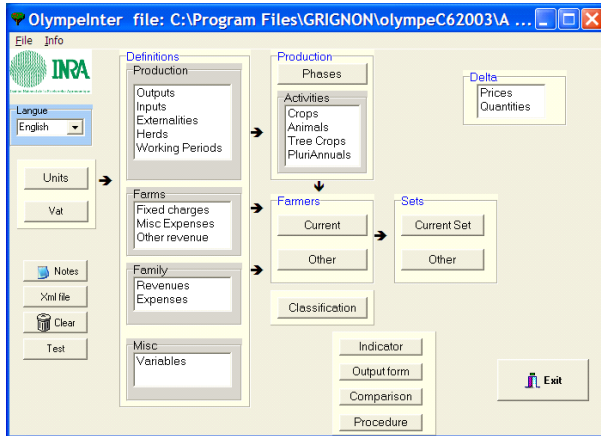 OlympeInter file: C:\Program Files\GRIGNON\olympeC62003\A ...
File Info
INRA
Langue
English
Units
Vat
Notes
Xml file
Clear
Test
Definitions
Production
Outputs
Inputs
Externalities
Herds
Working Periods
Farms
Fixed charges
Misc Expenses
Other revenue
Family
Revenues
Expenses
Misc
Variables
Production
Phases
Activities
Crops
Animals
Tree Crops
PluriAnnuals
Farmers
Current
Other
Classification
Sets
Current Set
Other
Delta
Prices
Quantities
Indicator
Output form
Comparison
Procedure
Exit